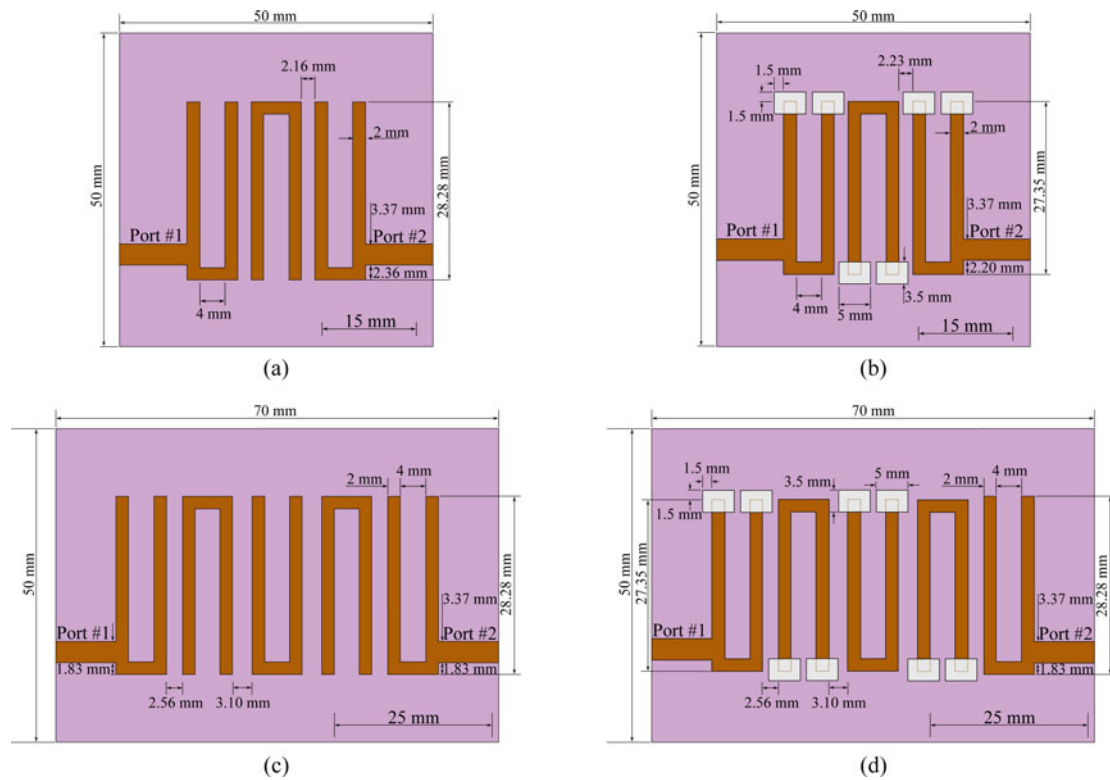 50 mm
2.16 mm
2 mm
50 mm
28.28 mm
3.37 mm
Port #1
Port #2
2.36 mm
4 mm
15 mm
(a)
50 mm
2.23 mm
1.5 mm
1.5 mm
2 mm
50 mm
27.35 mm
3.37 mm
Port #1
Port #2
2.20 mm
4 mm
5 mm
3.5 mm
15 mm
(b)
70 mm
4 mm
2 mm
50 mm
28.28 mm
3.37 mm
Port #1
Port #2
1.83 mm
1.83 mm
2.56 mm
3.10 mm
25 mm
(c)
70 mm
1.5 mm
3.5 mm
5 mm
2 mm
4 mm
1.5 mm
50 mm
27.35 mm
28.28 mm
3.37 mm
Port #1
Port #2
1.83 mm
2.56 mm
3.10 mm
25 mm
(d)